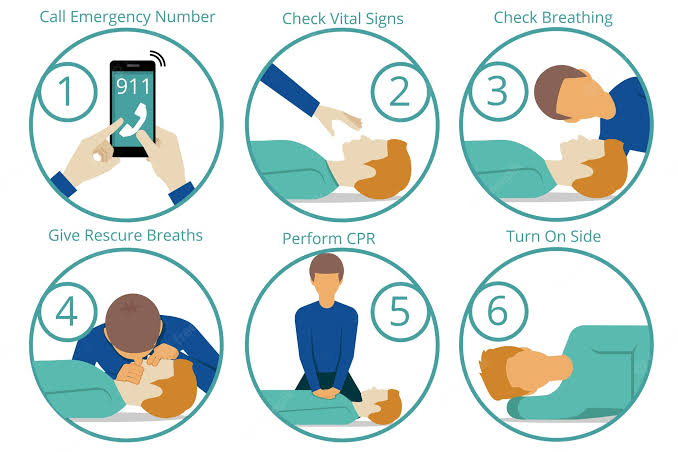 Call Emergency Number
Check Vital Signs
Check Breathing
1
911
2
3
Give Rescure Breaths
Perform CPR
Turn On Side
4
5
6